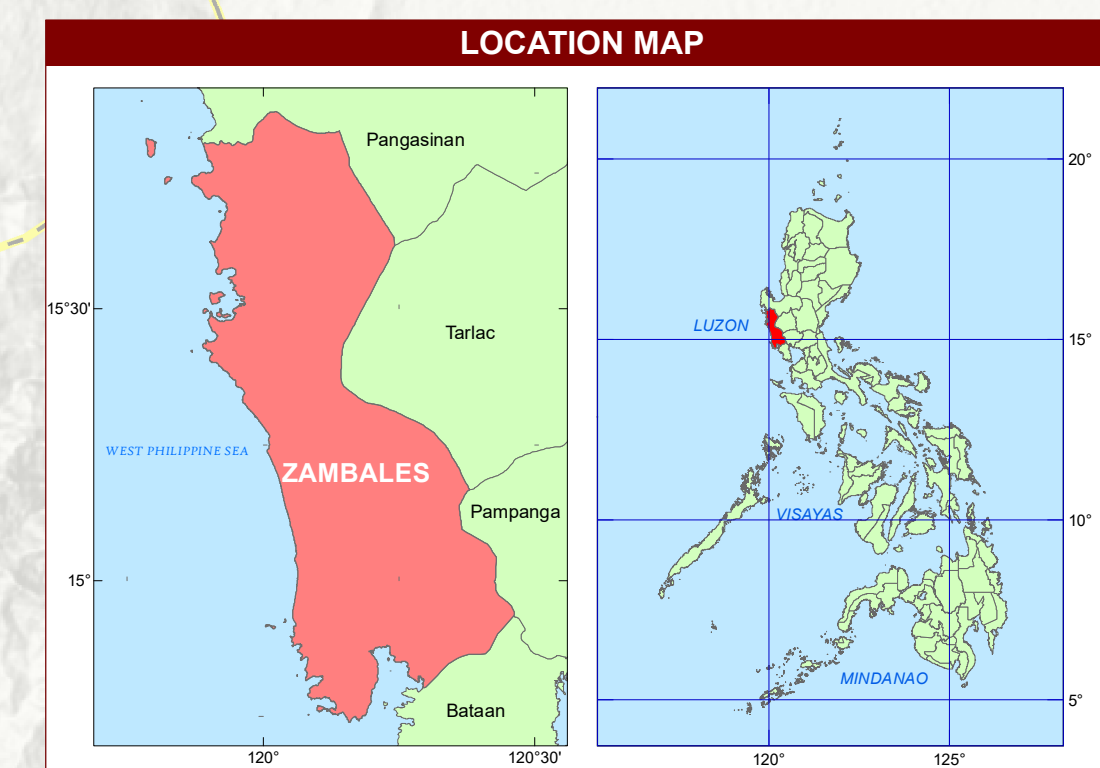 LOCATION MAP
Pangasinan
15°30'
Tarlac
WEST PHILIPPINE SEA
ZAMBALES
Pampanga
15°
Bataan
120°
120°30'
20°
LUZON
15°
VISAYAS
10°
MINDANAO
5°
120°
125°